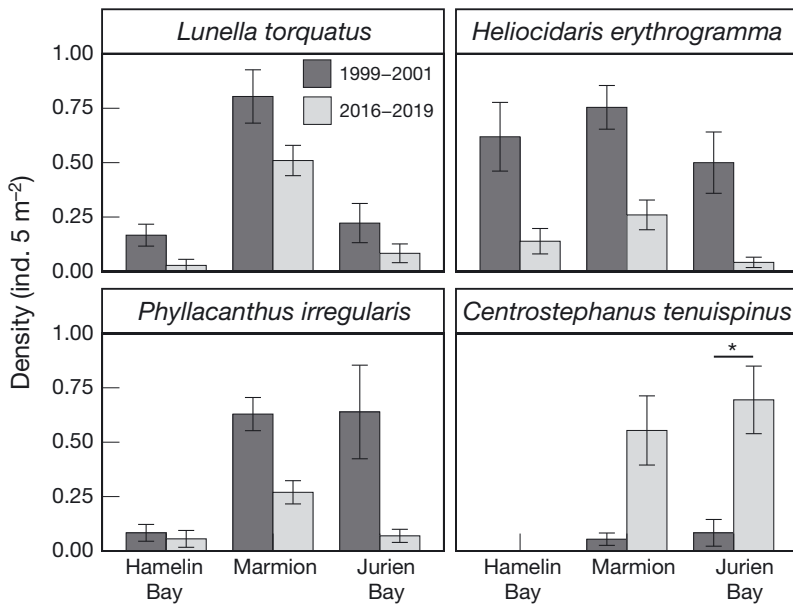 Lunella torquatus
Heliocidaris erythrogramma
1.00
0.75
0.50
0.25
0.00
1999–2001
2016–2019
Density (ind. 5 m⁻²)
Phyllacanthus irregularis
Centrostephanus tenuispinus
1.00
0.75
0.50
0.25
0.00
*
Hamelin Bay
Marmion
Jurien Bay
Hamelin Bay
Marmion
Jurien Bay